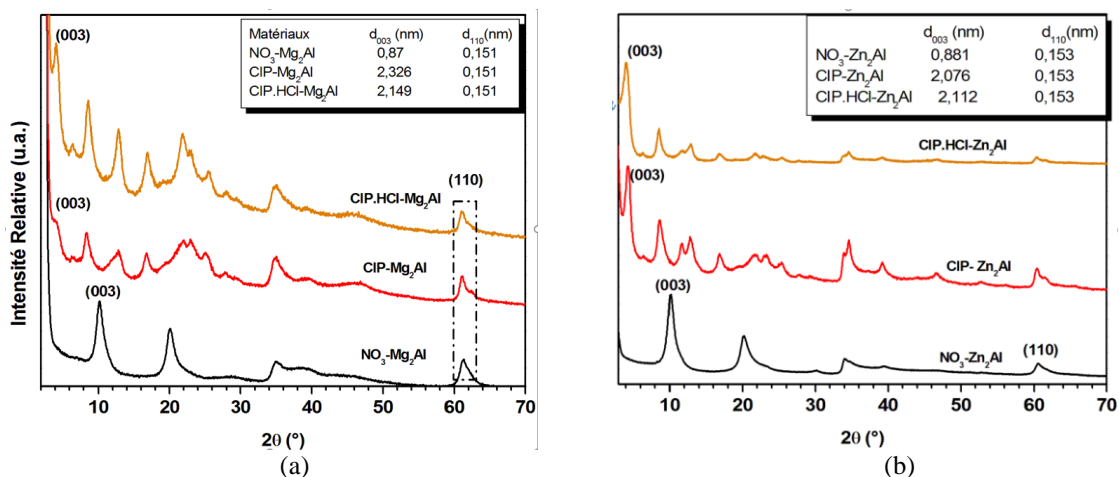 Matériaux d003 (nm) d110(nm)
NO3-Mg2Al 0,87 0,151
CIP-Mg2Al 2,326 0,151
CIP.HCl-Mg2Al 2,149 0,151
(003)
CIP.HCl-Mg2Al
(110)
(003)
CIP-Mg2Al
(003)
NO3-Mg2Al
Intensité Relative (u.a.)
10 20 30 40 50 60 70
2θ (°)
(a)
d003 (nm) d110(nm)
NO3-Zn2Al 0,881 0,153
CIP-Zn2Al 2,076 0,153
CIP.HCl-Zn2Al 2,112 0,153
(003)
CIP.HCl-Zn2Al
(003)
CIP- Zn2Al
(003)
NO3-Zn2Al
(110)
10 20 30 40 50 60 70
2θ (°)
(b)